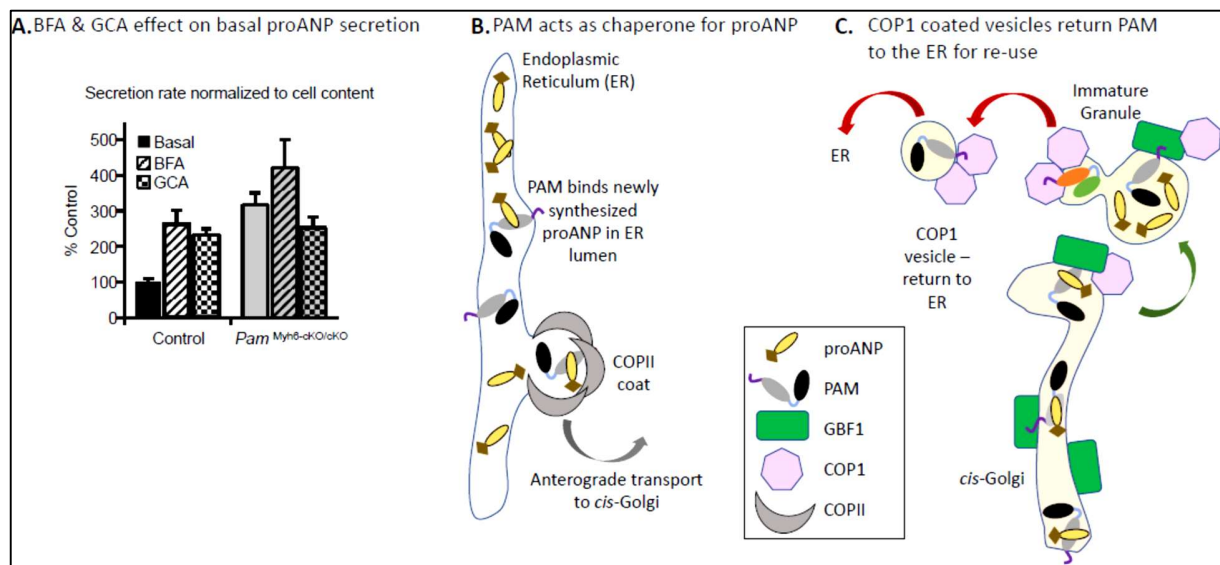 A. BFA & GCA effect on basal proANP secretion
Secretion rate normalized to cell content
% Control
500
400
300
200
100
0
Basal
BFA
GCA
Control
Pam Myh6-cKO/cKO
B. PAM acts as chaperone for proANP
Endoplasmic
Reticulum (ER)
PAM binds newly
synthesized
proANP in ER
lumen
COPII
coat
Anterograde transport
to cis-Golgi
proANP
PAM
GBF1
COP1
COPII
C. COP1 coated vesicles return PAM
to the ER for re-use
Immature
Granule
ER
COP1
vesicle –
return to
ER
cis-Golgi